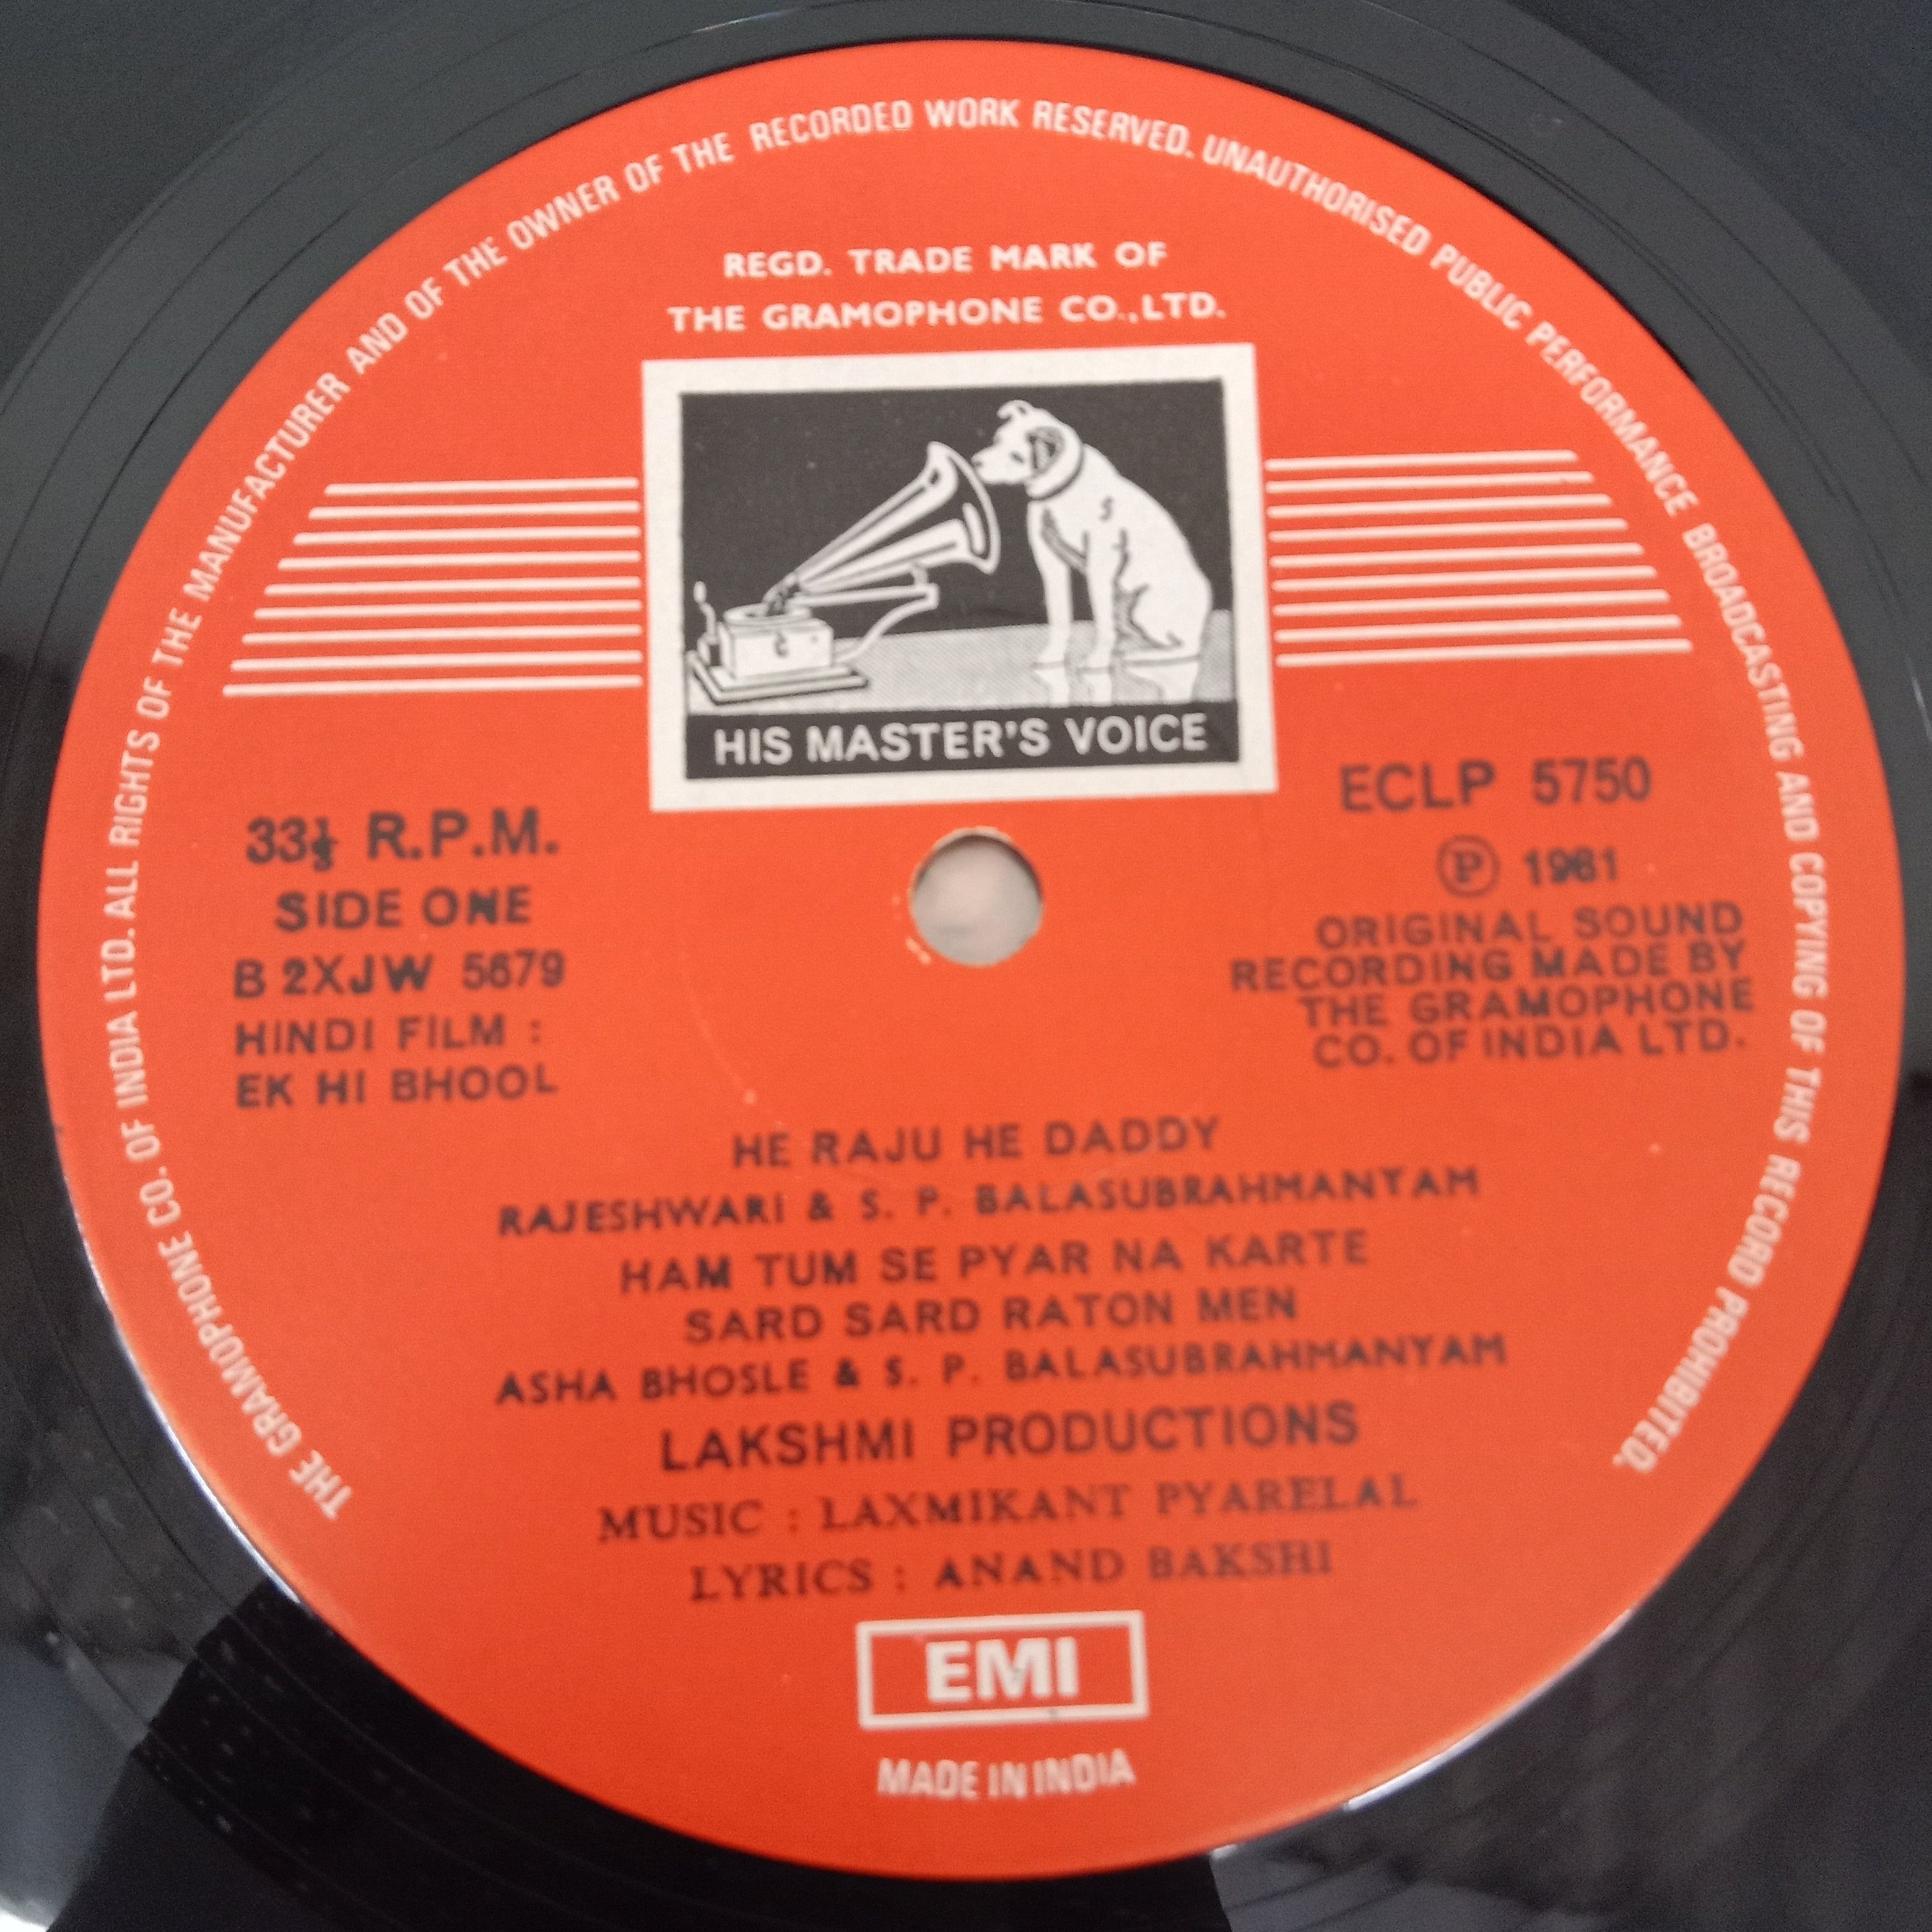 THE GRAMOPHONE CO. OF INDIA LTD. ALL RIGHTS OF THE MANUFACTURER AND OF THE OWNER OF THE RECORDED WORK RESERVED. UNAUTHORISED PUBLIC PERFORMANCE BROADCASTING AND COPYING OF THIS RECORD PROHIBITED.
REGD. TRADE MARK OF
THE GRAMOPHONE CO.,LTD.
HIS MASTER'S VOICE
33⅓ R.P.M.
SIDE ONE
B 2XJW 5679
HINDI FILM :
EK HI BHOOL
ECLP 5750
Ⓟ 1981
ORIGINAL SOUND
RECORDING MADE BY
THE GRAMOPHONE
CO. OF INDIA LTD.
HE RAJU HE DADDY
RAJESHWARI & S. P. BALASUBRAHMANYAM
HAM TUM SE PYAR NA KARTE
SARD SARD RATON MEN
ASHA BHOSLE & S. P. BALASUBRAHMANYAM
LAKSHMI PRODUCTIONS
MUSIC : LAXMIKANT PYARELAL
LYRICS : ANAND BAKSHI
EMI
MADE IN INDIA